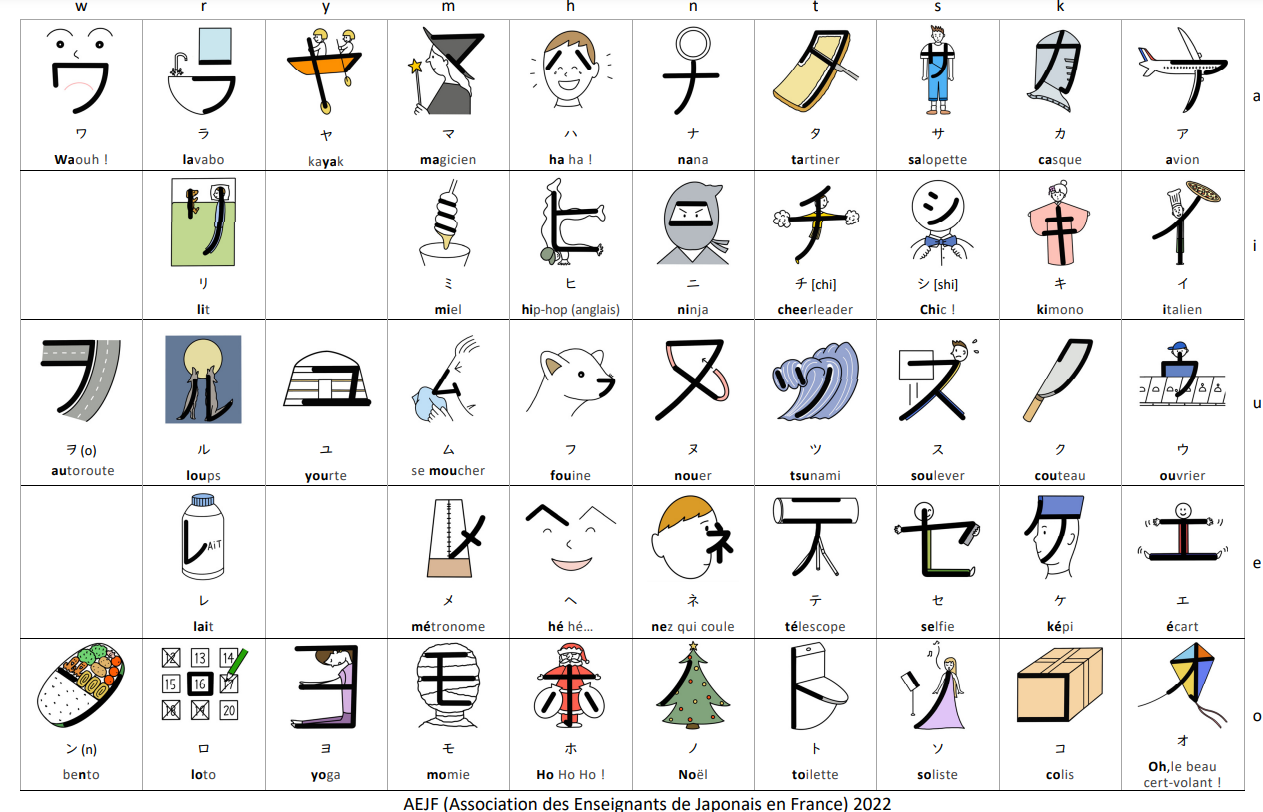 w r y m h n t s k
ワ ラ ヤ マ ハ ナ タ サ カ ア a
Waouh ! lavabo kayak magicien ha ha ! nana tartiner salopette casque avion
リ ミ ヒ ニ チ [chi] シ [shi] キ イ i
lit miel hip-hop (anglais) ninja cheerleader Chic ! kimono italien
ヲ (o) ル ユ ム フ ヌ ツ ス ク ウ u
autoroute loups yourte se moucher fouine nouer tsunami soulever couteau ouvrier
AiT
レ メ ヘ ネ テ セ ケ エ e
lait métronome hé hé… nez qui coule télescope selfie képi écart
12 13 14
15 16 17
18 19 20
ン (n) ロ ヨ モ ホ ノ ト ソ コ オ o
bento loto yoga momie Ho Ho Ho ! Noël toilette soliste colis Oh,le beau
cert-volant !
AEJF (Association des Enseignants de Japonais en France) 2022